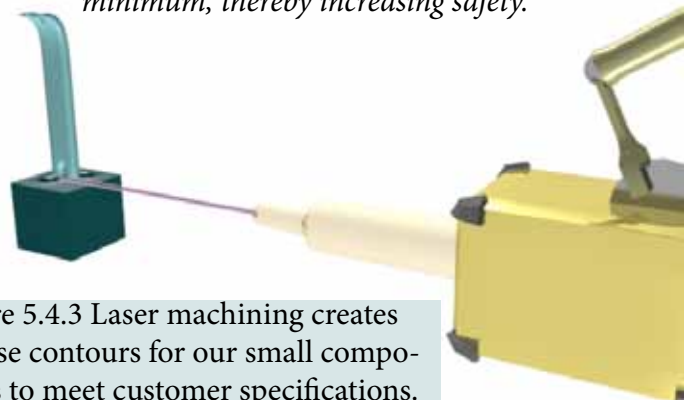 minimum, thereby increasing safety.
re 5.4.3 Laser machining creates
se contours for our small compo-
s to meet customer specifications.